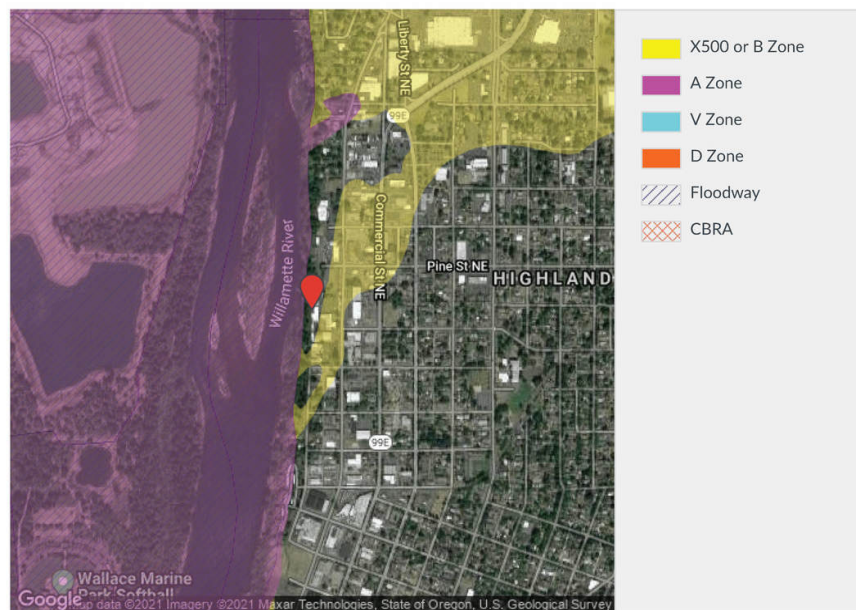 Liberty St NE
99E
Commercial St NE
Willamette River
Pine St NE
HIGHLAND
99E
Wallace Marine
Park Softball
Google
p data ©2021 Imagery ©2021 Maxar Technologies, State of Oregon, U.S. Geological Survey
X500 or B Zone
A Zone
V Zone
D Zone
Floodway
CBRA